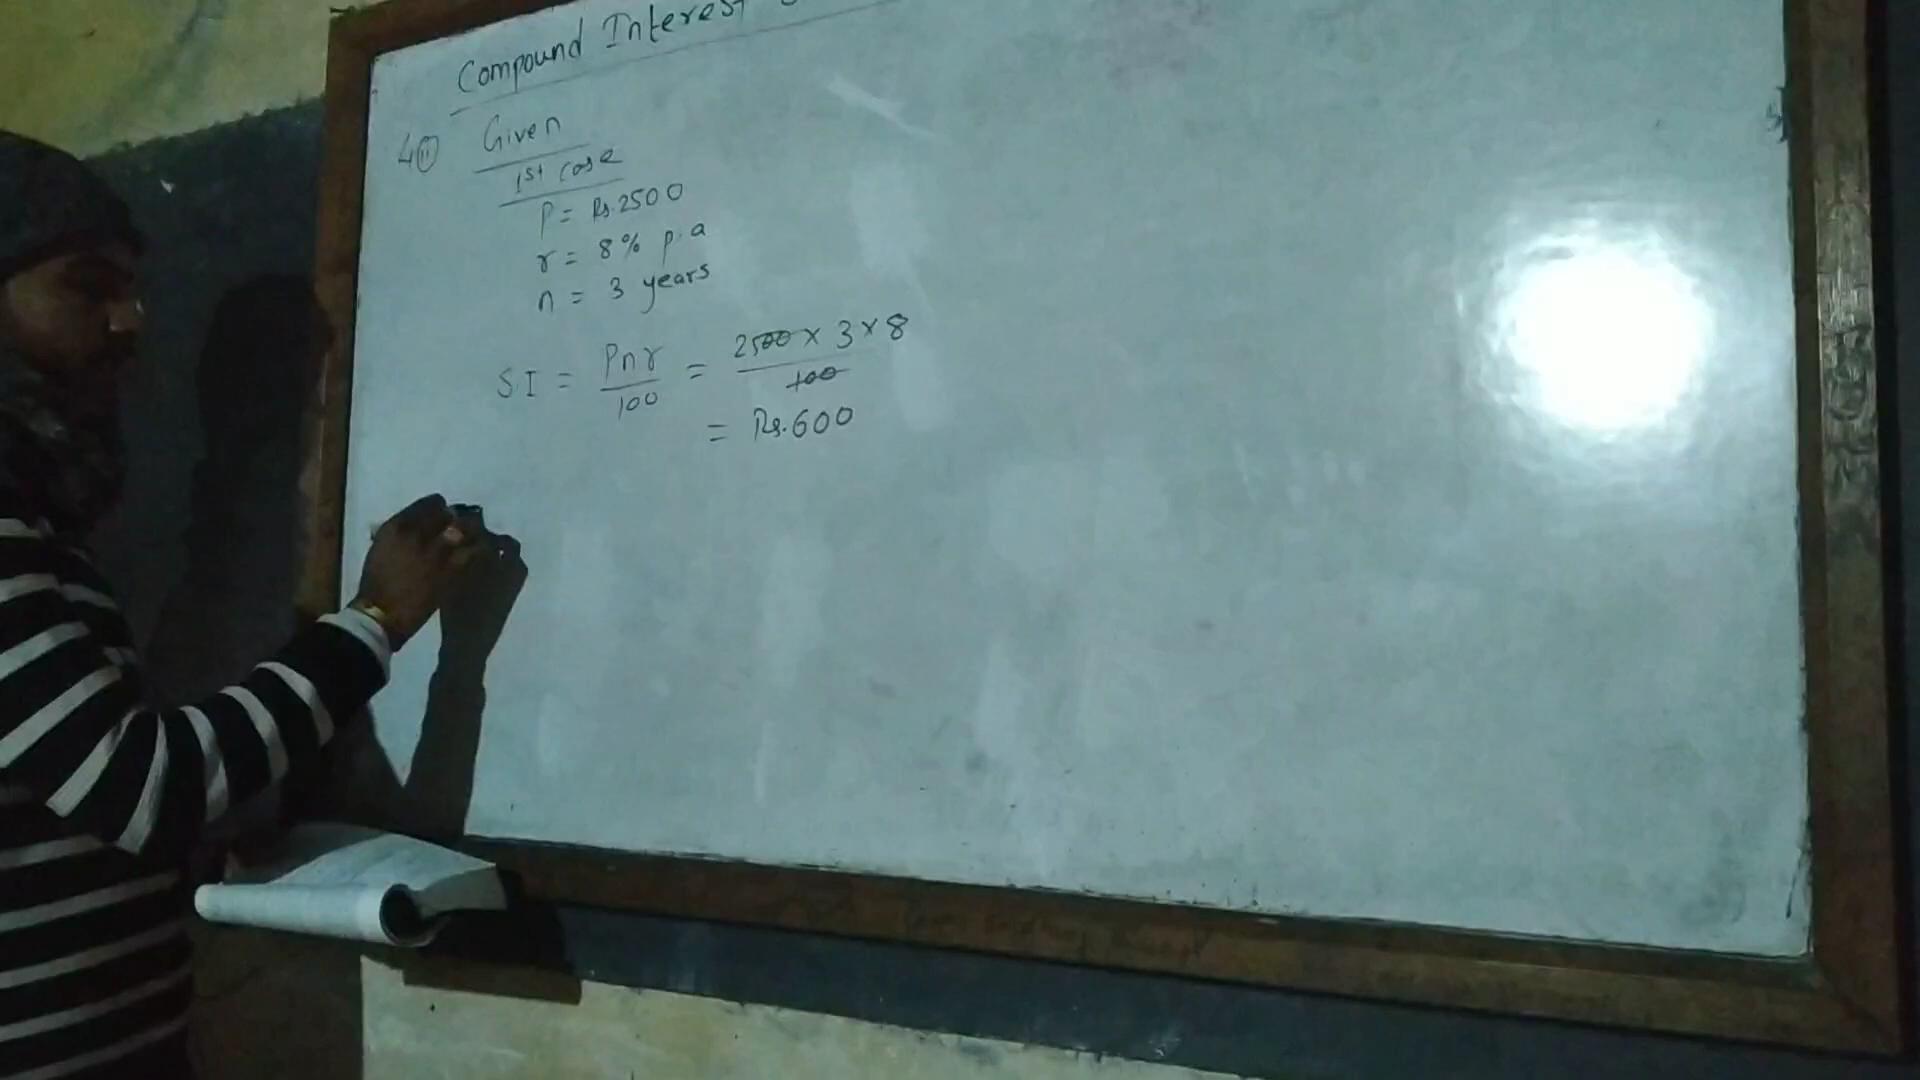 Compound Interest
4 (ii) Given
1st case
P = Rs.2500
r = 8% p.a
n = 3 years
SI = Pnr/100 = 2500 x 3 x 8/100
= Rs.600